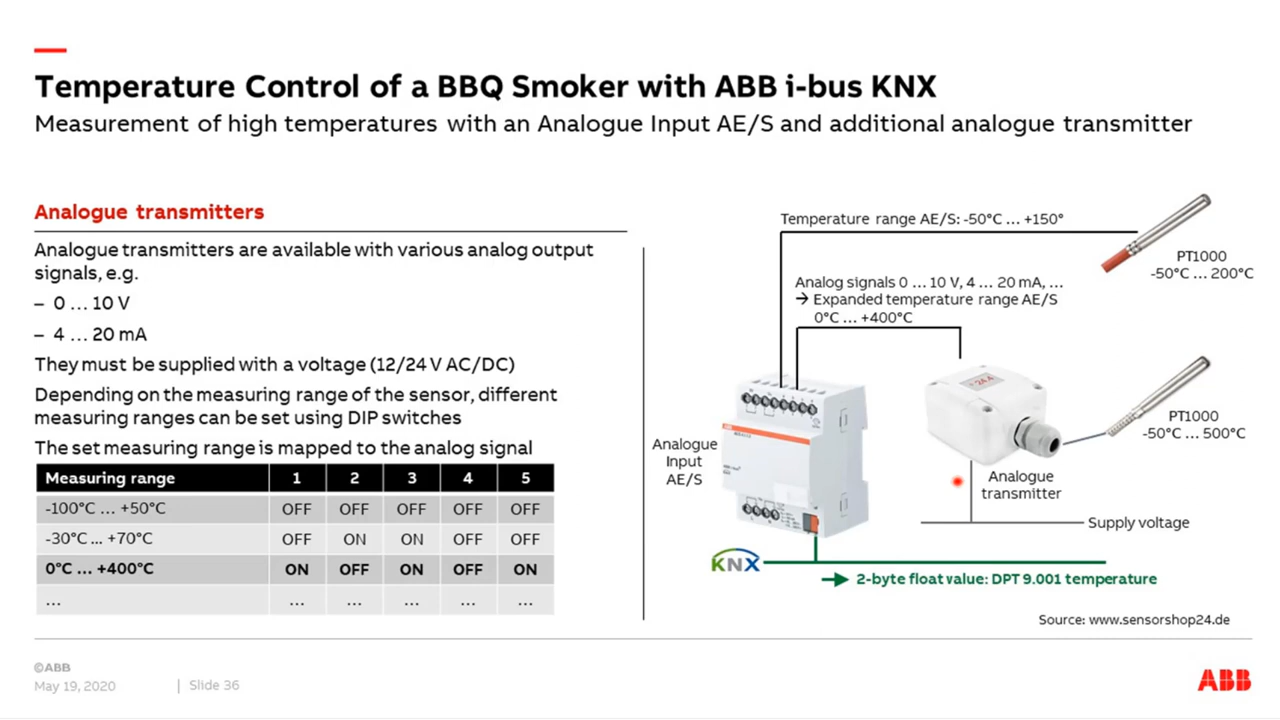 Temperature Control of a BBQ Smoker with ABB i-bus KNX
Measurement of high temperatures with an Analogue Input AE/S and additional analogue transmitter
Analogue transmitters
Analogue transmitters are available with various analog output
signals, e.g.
– 0 … 10 V
– 4 … 20 mA
They must be supplied with a voltage (12/24 V AC/DC)
Depending on the measuring range of the sensor, different
measuring ranges can be set using DIP switches
The set measuring range is mapped to the analog signal
Measuring range 1 2 3 4 5
-100°C … +50°C OFF OFF OFF OFF OFF
-30°C … +70°C OFF ON ON OFF OFF
0°C … +400°C ON OFF ON OFF ON
… … … … … …
Temperature range AE/S: -50°C … +150°
PT1000
-50°C … 200°C
Analog signals 0 … 10 V, 4 … 20 mA, …
→ Expanded temperature range AE/S
0°C … +400°C
PT1000
-50°C … 500°C
Analogue
Input
AE/S
Analogue
transmitter
Supply voltage
KNX
2-byte float value: DPT 9.001 temperature
Source: www.sensorshop24.de
©ABB
May 19, 2020 | Slide 36
ABB